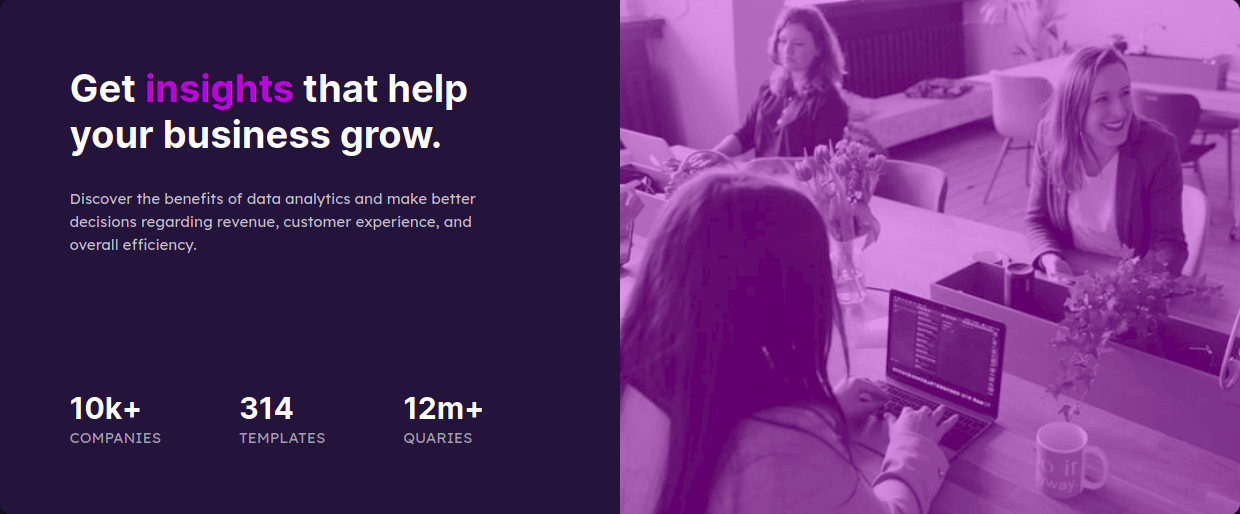 Get insights that help
your business grow.
Discover the benefits of data analytics and make better
decisions regarding revenue, customer experience, and
overall efficiency.
10k+ 314 12m+
COMPANIES TEMPLATES QUARIES